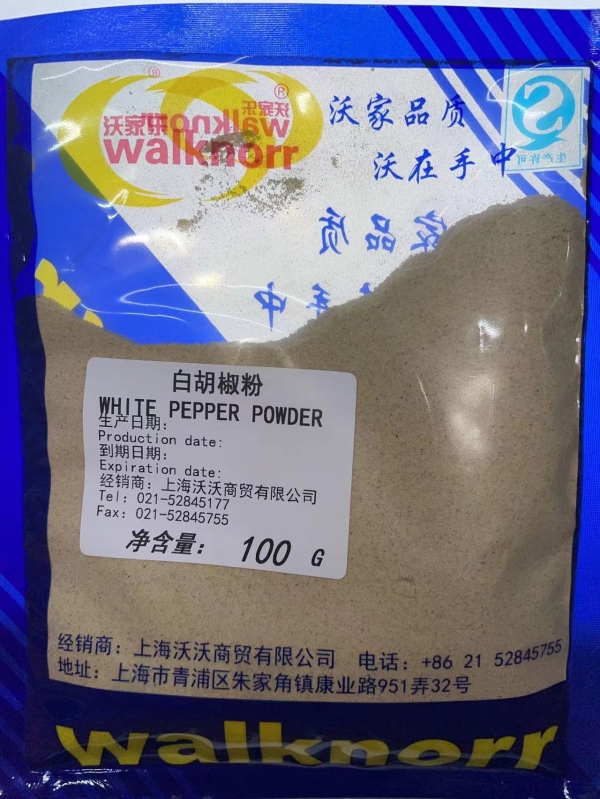 沃家乐
walknorr
®
沃家品质
沃在手中
生产许可
家品质
手中
白胡椒粉
WHITE PEPPER POWDER
生产日期:
Production date:
到期日期:
Expiration date:
经销商: 上海沃沃商贸有限公司
Tel: 021-52845177
Fax: 021-52845755
净含量: 100 G
经销商: 上海沃沃商贸有限公司 电话: +86 21 52845755
地址: 上海市青浦区朱家角镇康业路951弄32号
walknorr